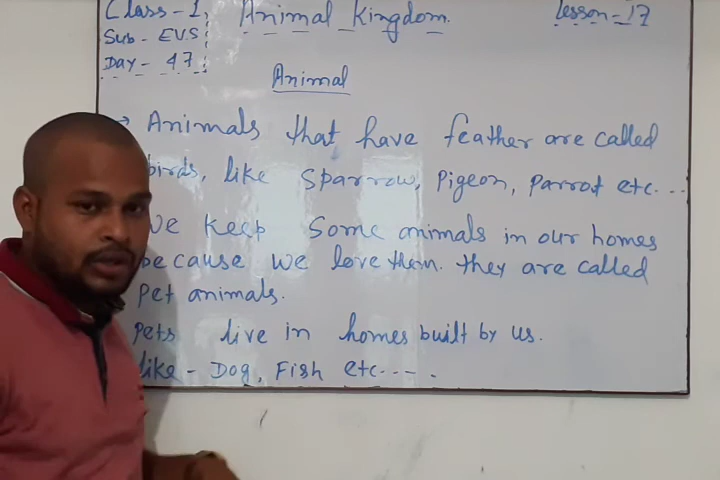 Class - 1, Animal Kingdom. Lesson - 17
Sub - EVS
Day - 47
Animal
→ Animals that have feather are called
birds, like Sparrow, Pigeon, Parrot etc...
We keep Some animals in our homes
because we love them. they are called
Pet animals.
Pets live in homes built by us.
like - Dog, Fish etc.... .